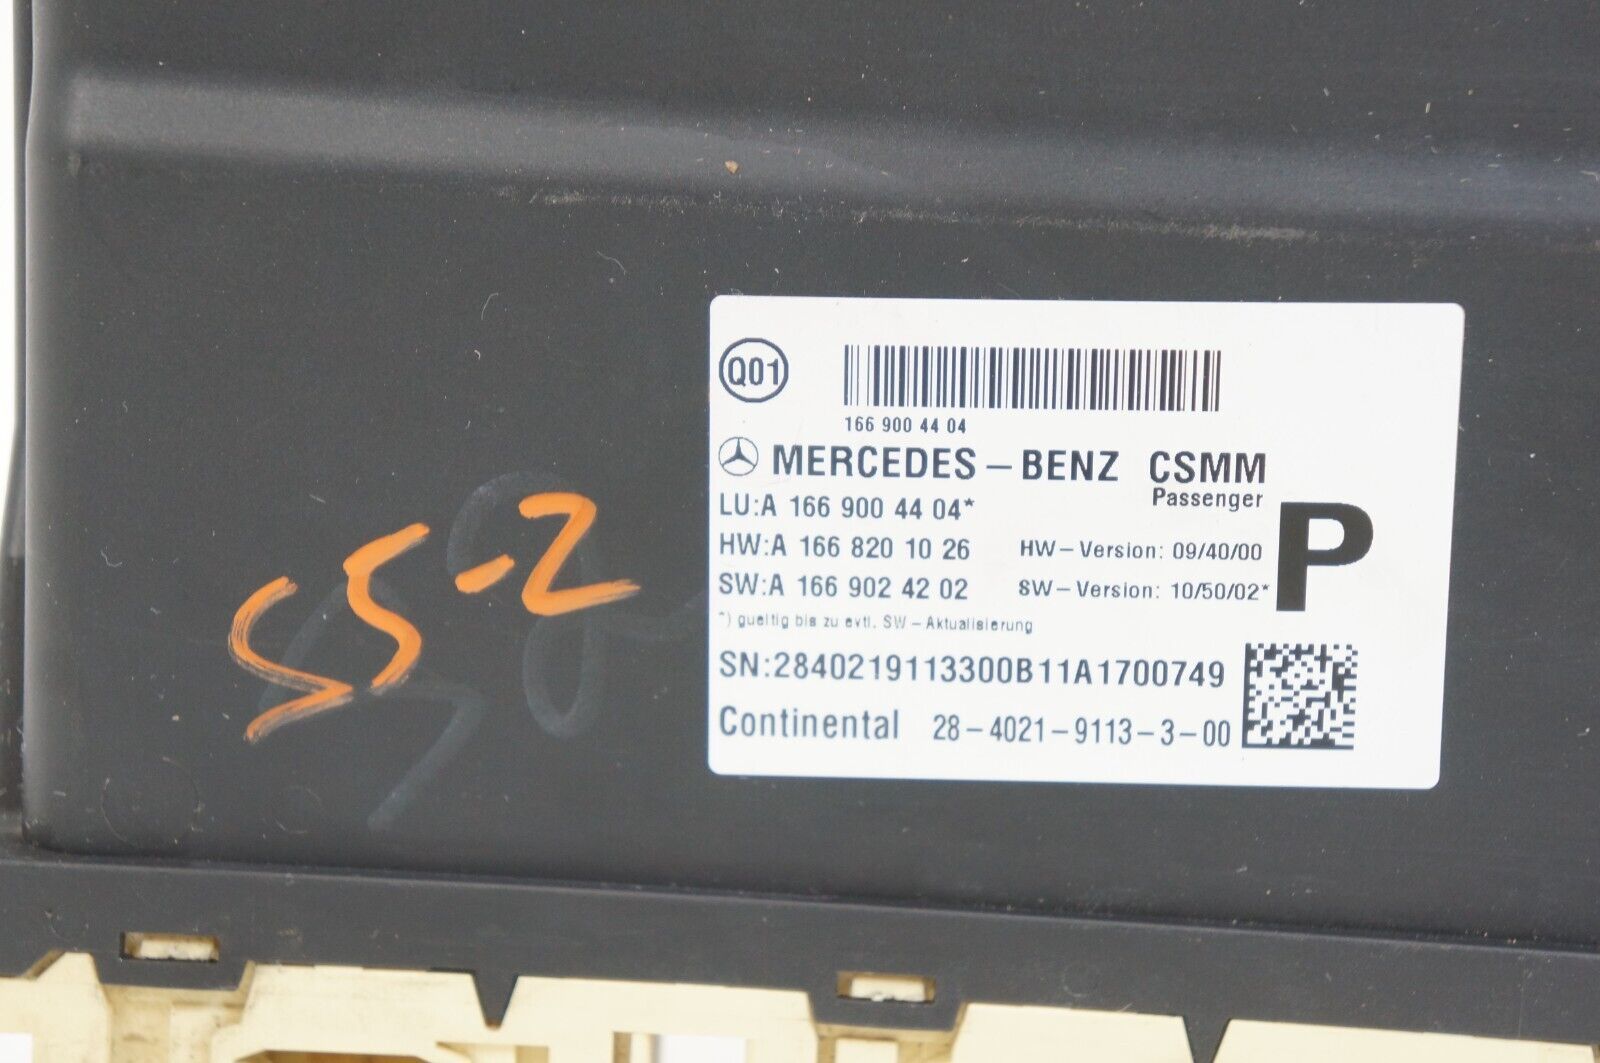 S5-2
Q01
166 900 44 04
MERCEDES-BENZ CSMM
Passenger
P
LU:A 166 900 44 04*
HW:A 166 820 10 26 HW-Version: 09/40/00
SW:A 166 902 42 02 SW-Version: 10/50/02*
*) gueltig bis zu evtl. SW-Aktualisierung
SN:2840219113300B11A1700749
Continental 28-4021-9113-3-00